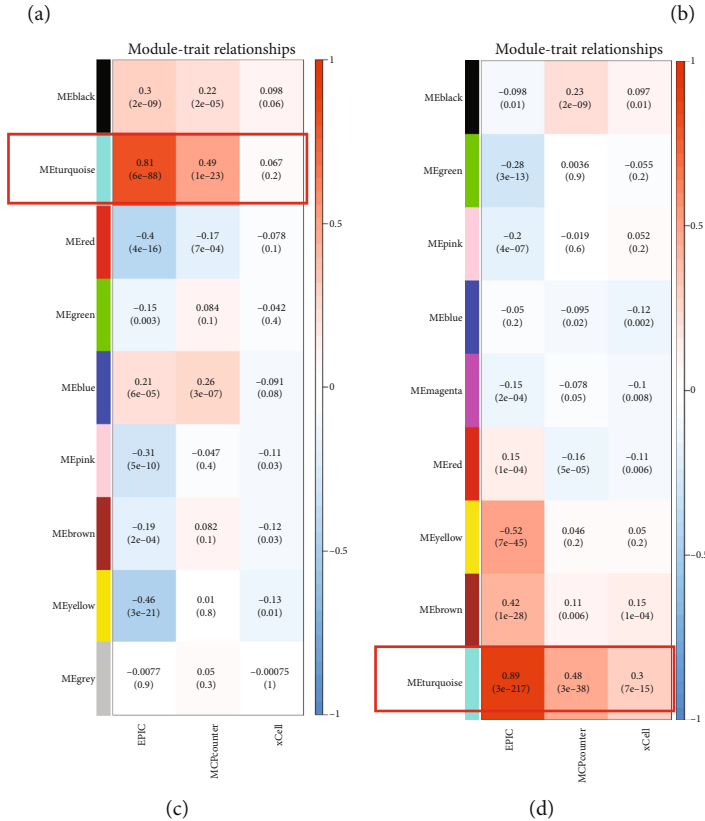 (a)
(b)
Module-trait relationships
MEblack
0.3 0.22 0.098
(2e−09) (2e−05) (0.06)
MEturquoise
0.81 0.49 0.067
(6e−88) (1e−23) (0.2)
MEred
−0.4 −0.17 −0.078
(4e−16) (7e−04) (0.1)
MEgreen
−0.15 0.084 −0.042
(0.003) (0.1) (0.4)
MEblue
0.21 0.26 −0.091
(6e−05) (3e−07) (0.08)
MEpink
−0.31 −0.047 −0.11
(5e−10) (0.4) (0.03)
MEbrown
−0.19 0.082 −0.12
(2e−04) (0.1) (0.03)
MEyellow
−0.46 0.01 −0.13
(3e−21) (0.8) (0.01)
MEgrey
−0.0077 0.05 −0.00075
(0.9) (0.3) (1)
EPIC
MCPcounter
xCell
1
0.5
0
−0.5
−1
(c)
Module-trait relationships
MEblack
−0.098 0.23 0.097
(0.01) (2e−09) (0.01)
MEgreen
−0.28 0.0036 −0.055
(3e−13) (0.9) (0.2)
MEpink
−0.2 −0.019 0.052
(4e−07) (0.6) (0.2)
MEblue
−0.05 −0.095 −0.12
(0.2) (0.02) (0.002)
MEmagenta
−0.15 −0.078 −0.1
(2e−04) (0.05) (0.008)
MEred
0.15 −0.16 −0.11
(1e−04) (5e−05) (0.006)
MEyellow
−0.52 0.046 0.05
(7e−45) (0.2) (0.2)
MEbrown
0.42 0.11 0.15
(1e−28) (0.006) (1e−04)
MEturquoise
0.89 0.48 0.3
(3e−217) (3e−38) (7e−15)
EPIC
MCPcounter
xCell
1
0.5
0
−0.5
−1
(d)